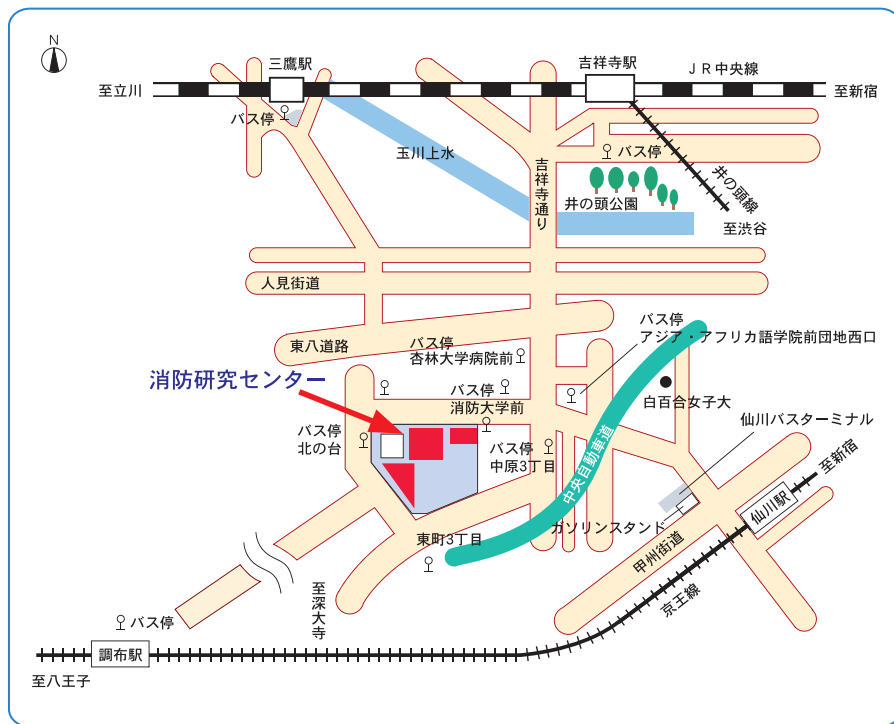 N
三鷹駅
吉祥寺駅
JR中央線
至立川
至新宿
バス停
玉川上水
バス停
吉祥寺通り
井の頭線
井の頭公園
至渋谷
人見街道
バス停
アジア・アフリカ語学院前団地西口
東八道路
バス停
杏林大学病院前
消防研究センター
バス停
消防大学前
白百合女子大
仙川バスターミナル
バス停
北の台
バス停
中原3丁目
中央自動車道
至新宿
仙川駅
ガソリンスタンド
東町3丁目
甲州街道
京王線
至深大寺
バス停
調布駅
至八王子